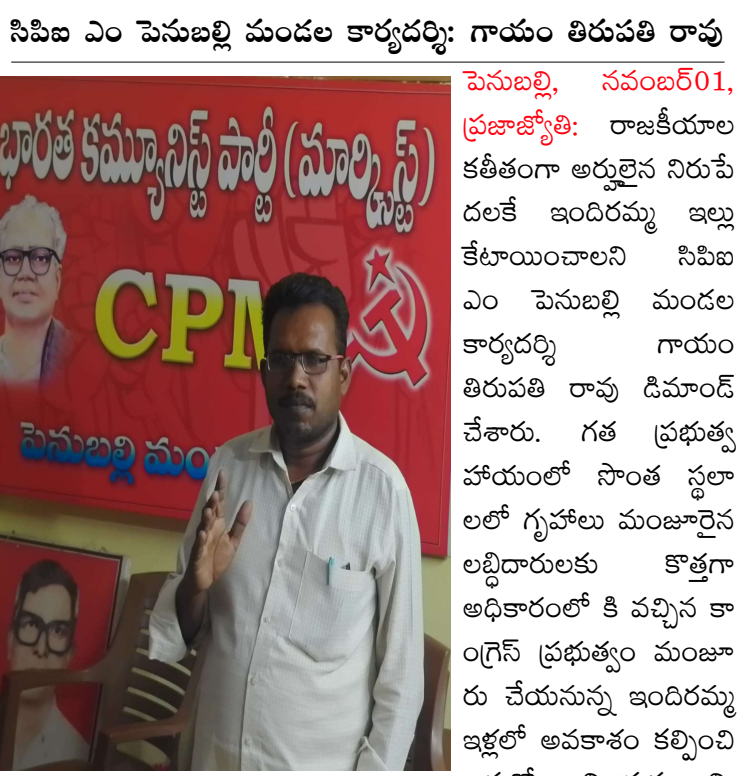 సిపిఐ ఎం పెనుబల్లి మండల కార్యదర్శి: గాయం తిరుపతి రావు
భారత కమ్యూనిస్ట్ పార్టీ (మార్క్సిస్ట్)
CPM
పెనుబల్లి మం
పెనుబల్లి, నవంబర్01,
ప్రజాజ్యోతి: రాజకీయాల
కతీతంగా అర్హులైన నిరుపే
దలకే ఇందిరమ్మ ఇల్లు
కేటాయించాలని సిపిఐ
ఎం పెనుబల్లి మండల
కార్యదర్శి గాయం
తిరుపతి రావు డిమాండ్
చేశారు. గత ప్రభుత్వ
హాయంలో సొంత స్థలా
లలో గృహాలు మంజూరైన
లబ్ధిదారులకు కొత్తగా
అధికారంలో కి వచ్చిన కా
ంగ్రెస్ ప్రభుత్వం మంజూ
రు చేయనున్న ఇందిరమ్మ
ఇళ్లలో అవకాశం కల్పించి